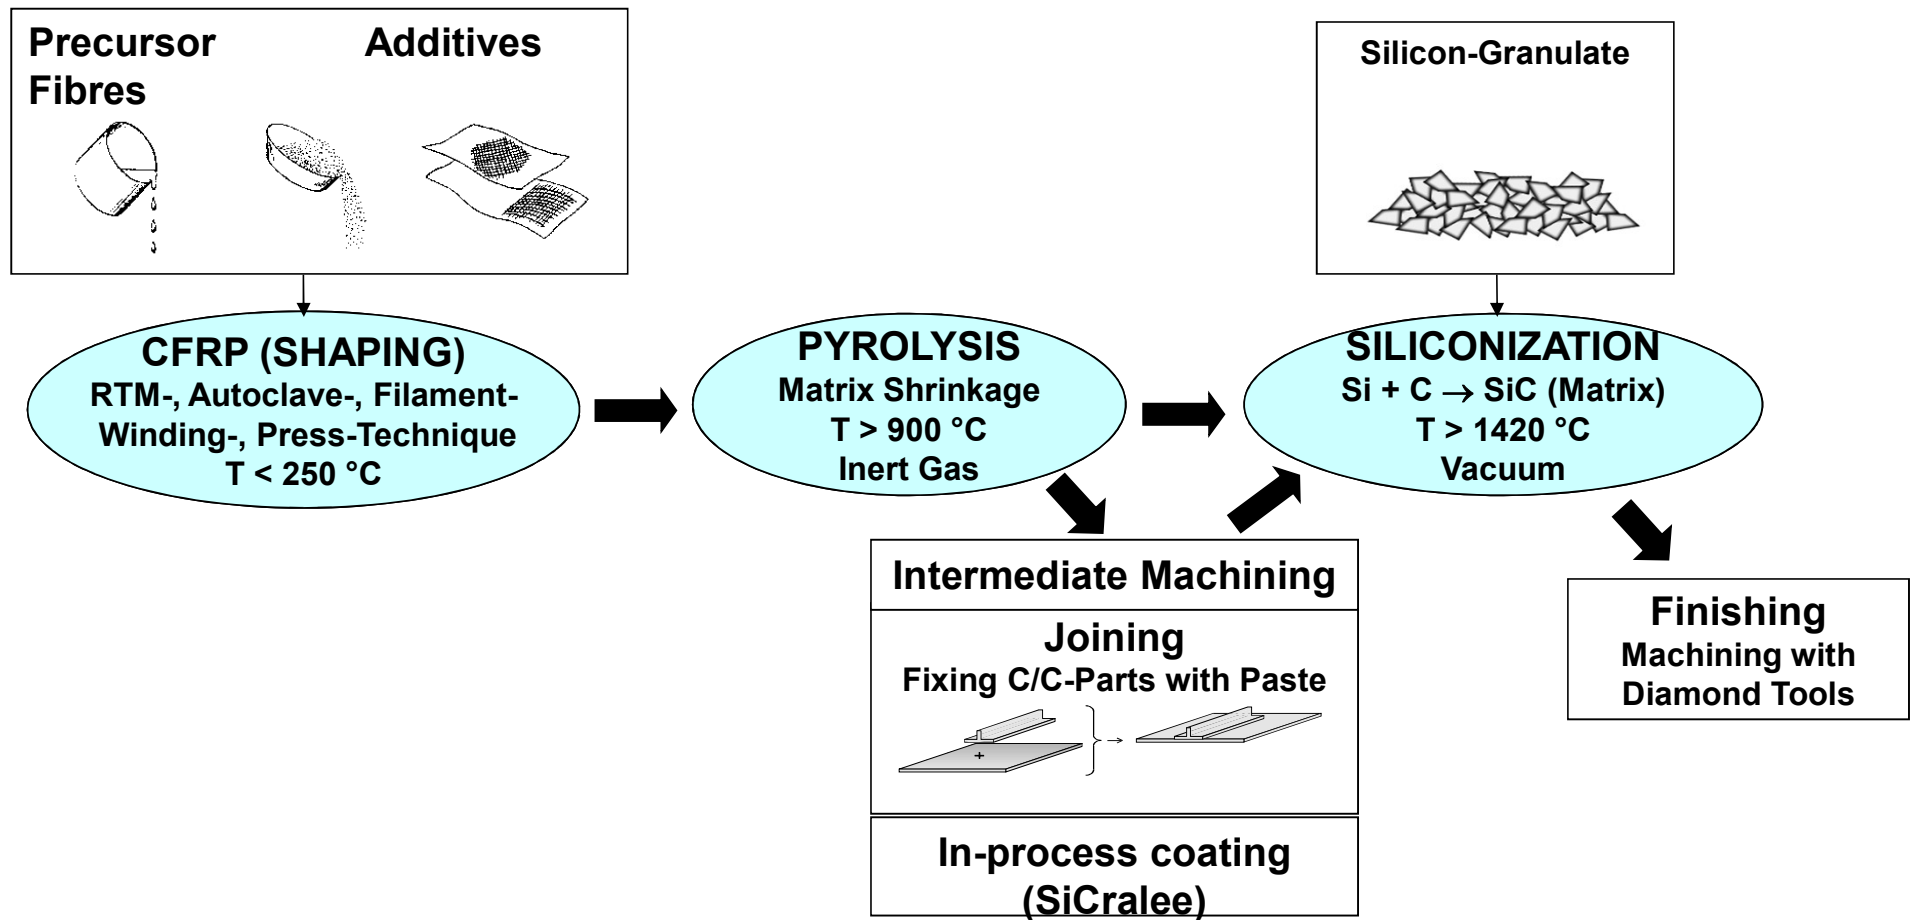 Precursor Additives
Fibres
Silicon-Granulate
CFRP (SHAPING)
RTM-, Autoclave-, Filament-
Winding-, Press-Technique
T < 250 °C
PYROLYSIS
Matrix Shrinkage
T > 900 °C
Inert Gas
SILICONIZATION
Si + C → SiC (Matrix)
T > 1420 °C
Vacuum
Intermediate Machining
Joining
Fixing C/C-Parts with Paste
In-process coating
(SiCralee)
Finishing
Machining with
Diamond Tools